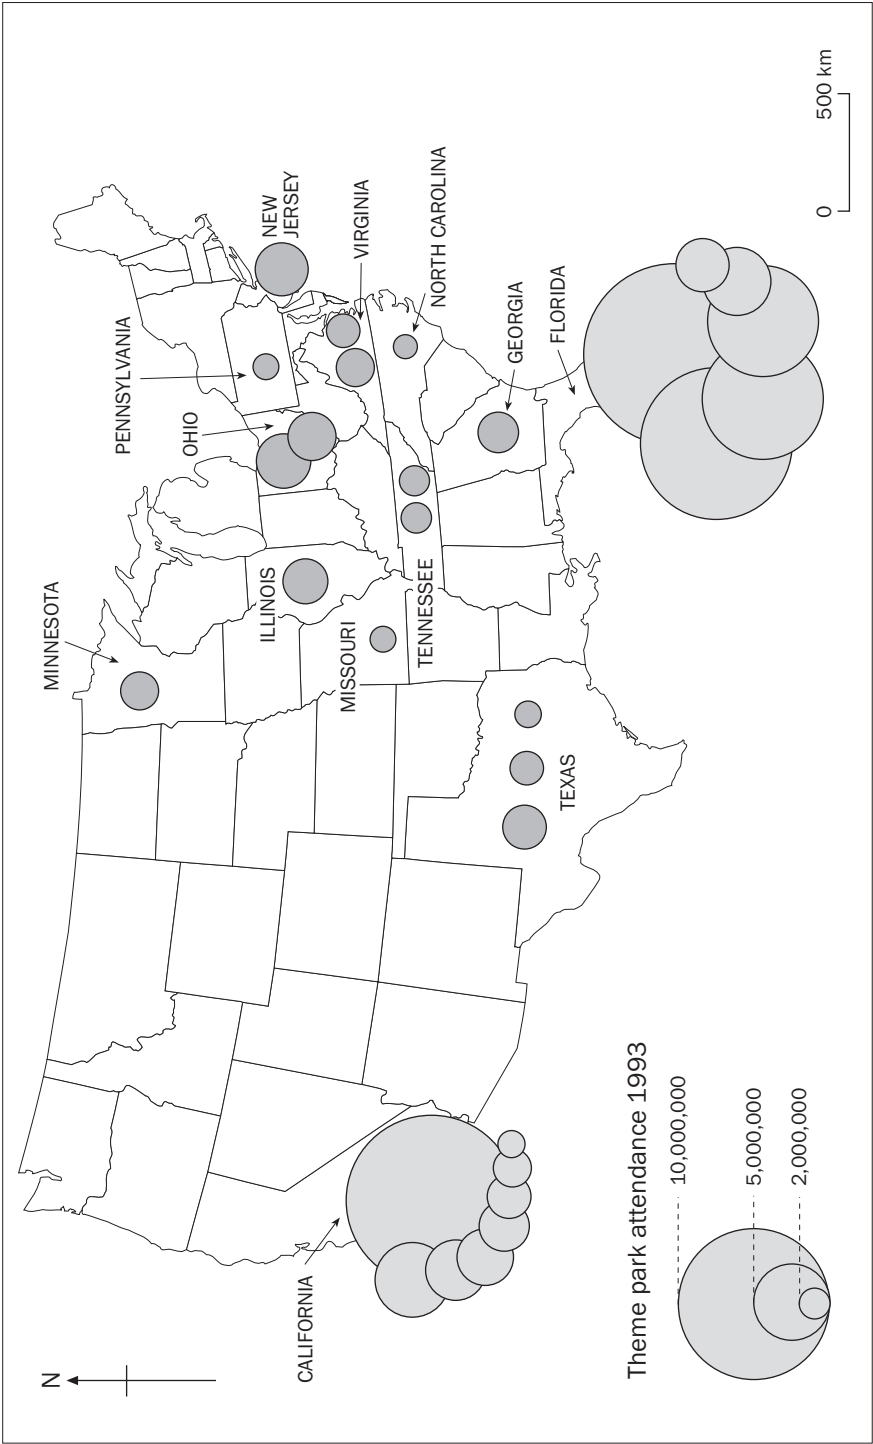 N
MINNESOTA
PENNSYLVANIA
NEW
JERSEY
OHIO
VIRGINIA
ILLINOIS
MISSOURI
TENNESSEE
NORTH CAROLINA
CALIFORNIA
GEORGIA
FLORIDA
TEXAS
Theme park attendance 1993
10,000,000
5,000,000
2,000,000
0 500 km